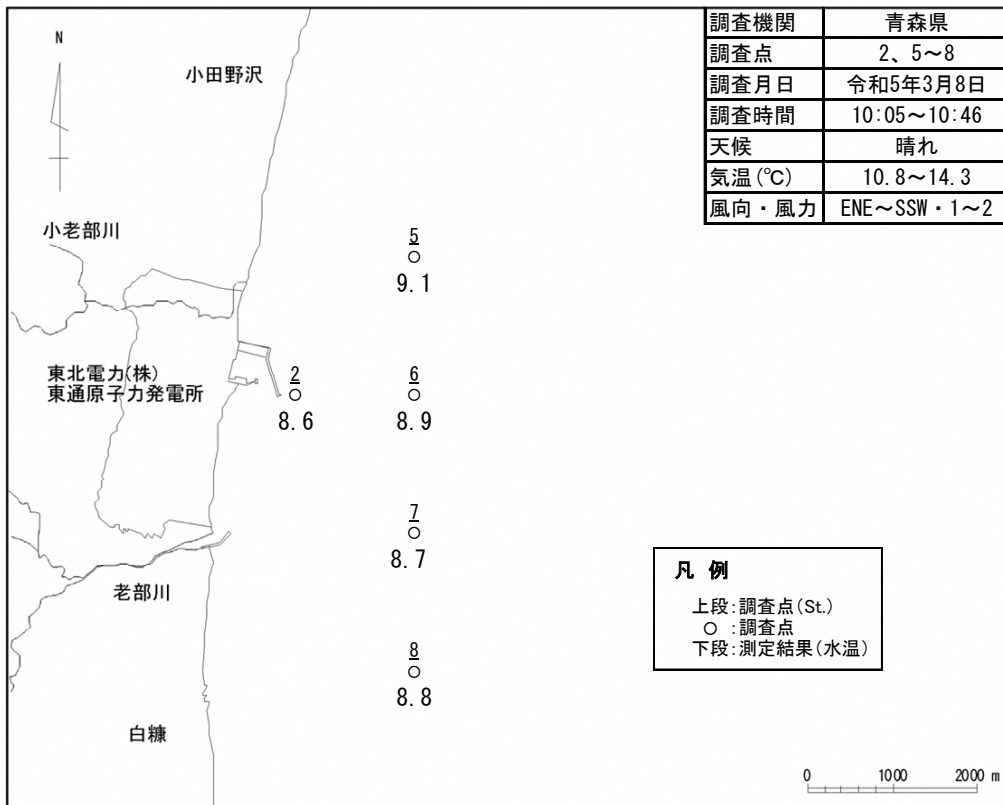 調査機関 青森県
調査点 2、5～8
調査月日 令和5年3月8日
調査時間 10:05～10:46
天候 晴れ
気温(℃) 10.8～14.3
風向・風力 ENE～SSW・1～2
N
小田野沢
小老部川
5
9.1
東北電力(株)
東通原子力発電所
2
8.6
6
8.9
7
8.7
老部川
8
8.8
白糠
凡 例
上段:調査点(St.)
○ :調査点
下段:測定結果(水温)
0 1000 2000 m